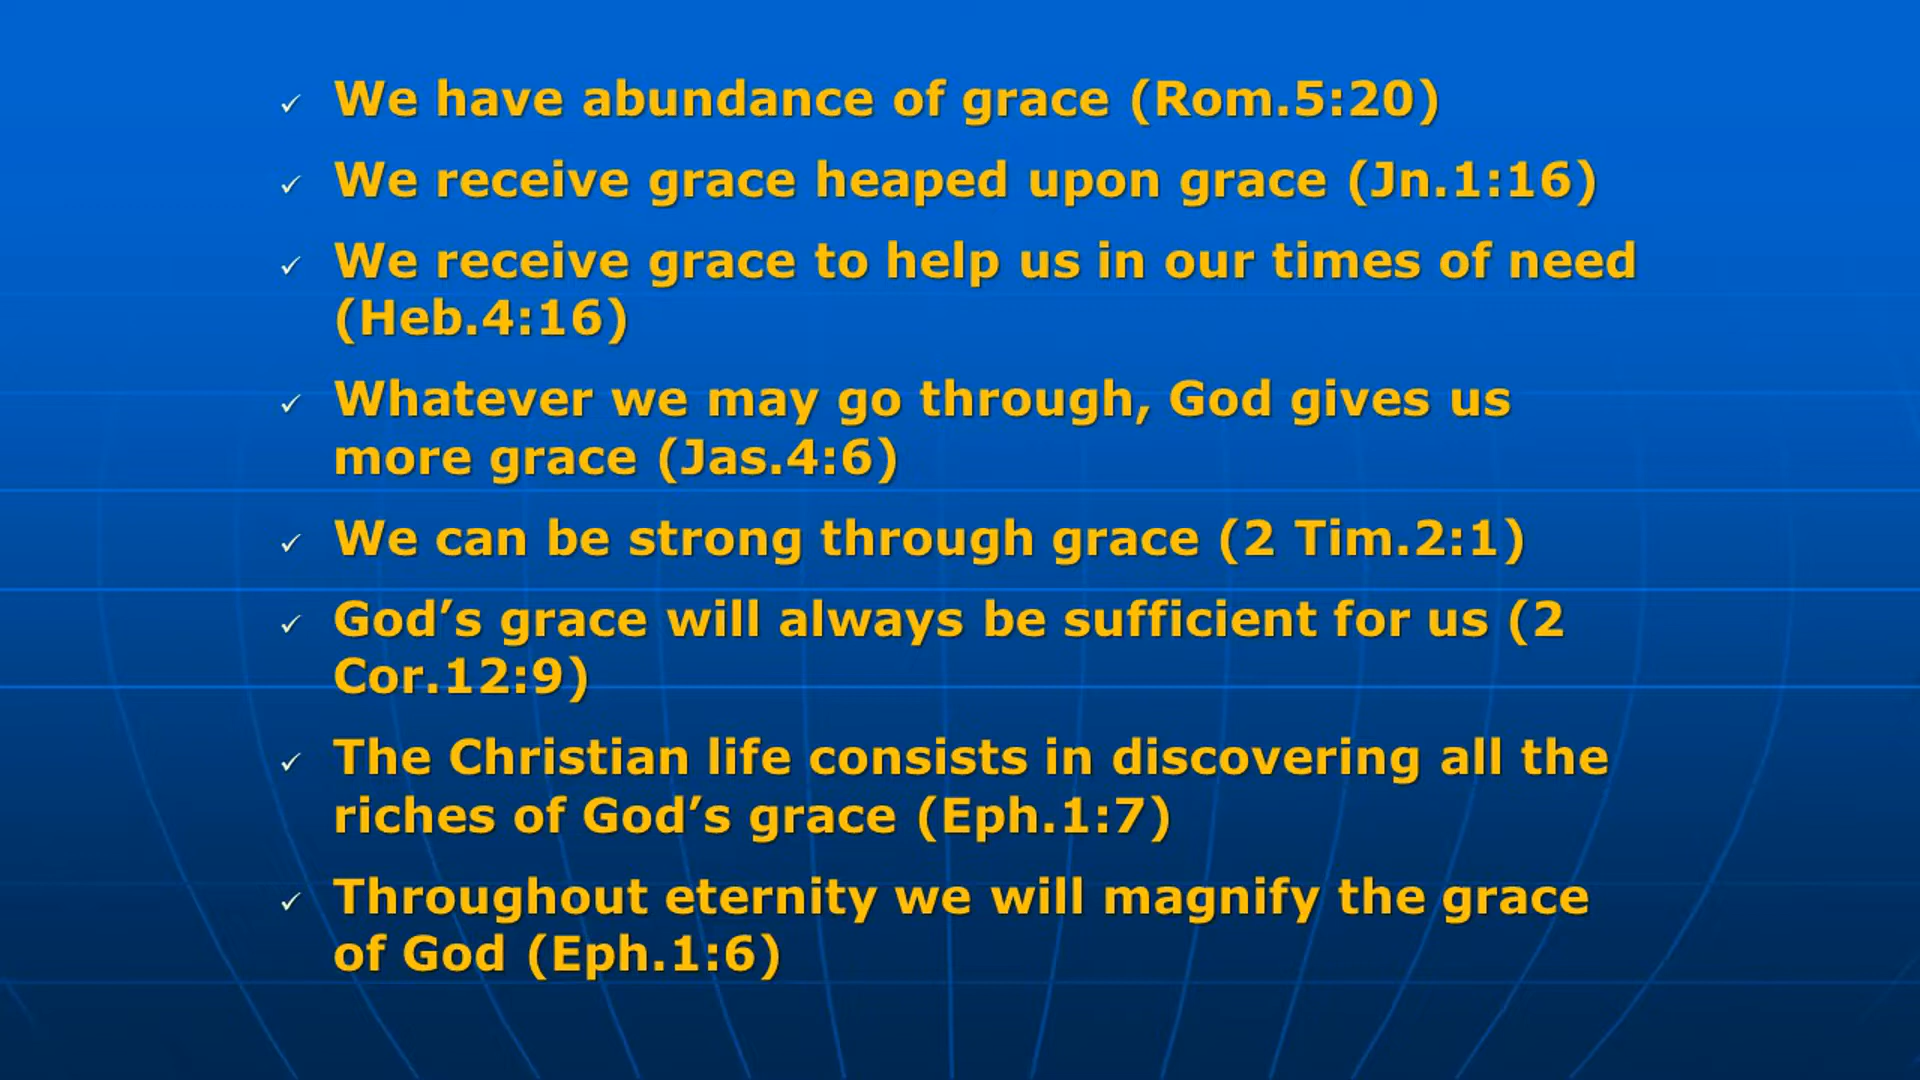 ✓ We have abundance of grace (Rom.5:20)
✓ We receive grace heaped upon grace (Jn.1:16)
✓ We receive grace to help us in our times of need
(Heb.4:16)
✓ Whatever we may go through, God gives us
more grace (Jas.4:6)
✓ We can be strong through grace (2 Tim.2:1)
✓ God’s grace will always be sufficient for us (2
Cor.12:9)
✓ The Christian life consists in discovering all the
riches of God’s grace (Eph.1:7)
✓ Throughout eternity we will magnify the grace
of God (Eph.1:6)